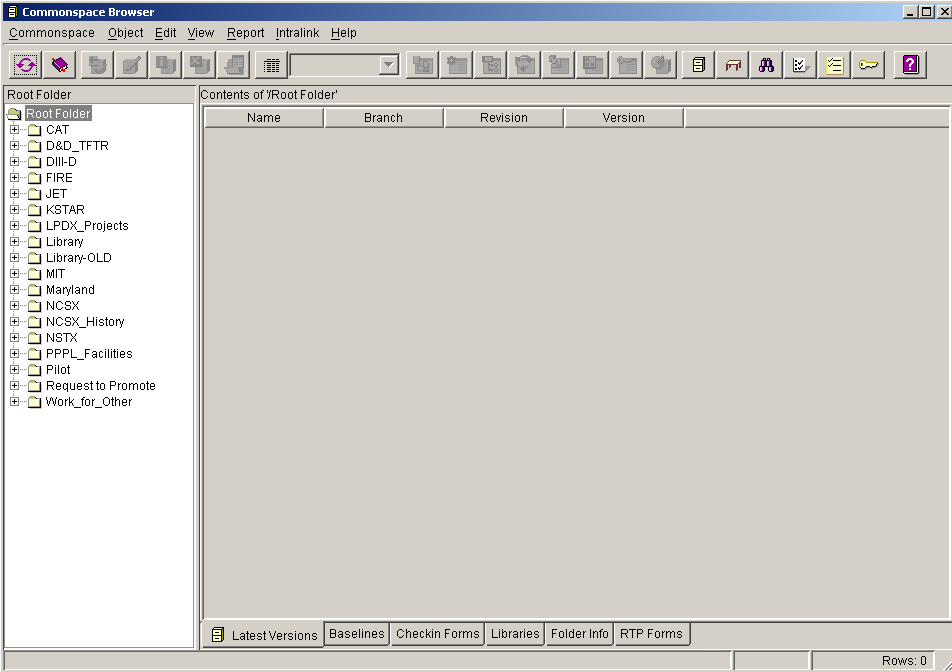 Commonspace Browser
Commonspace Object Edit View Report Intralink Help
Root Folder
Contents of '/Root Folder'
Root Folder
Name Branch Revision Version
CAT
D&D_TFTR
DIII-D
FIRE
JET
KSTAR
LPDX_Projects
Library
Library-OLD
MIT
Maryland
NCSX
NCSX_History
NSTX
PPPL_Facilities
Pilot
Request to Promote
Work_for_Other
Latest Versions Baselines Checkin Forms Libraries Folder Info RTP Forms
Rows: 0